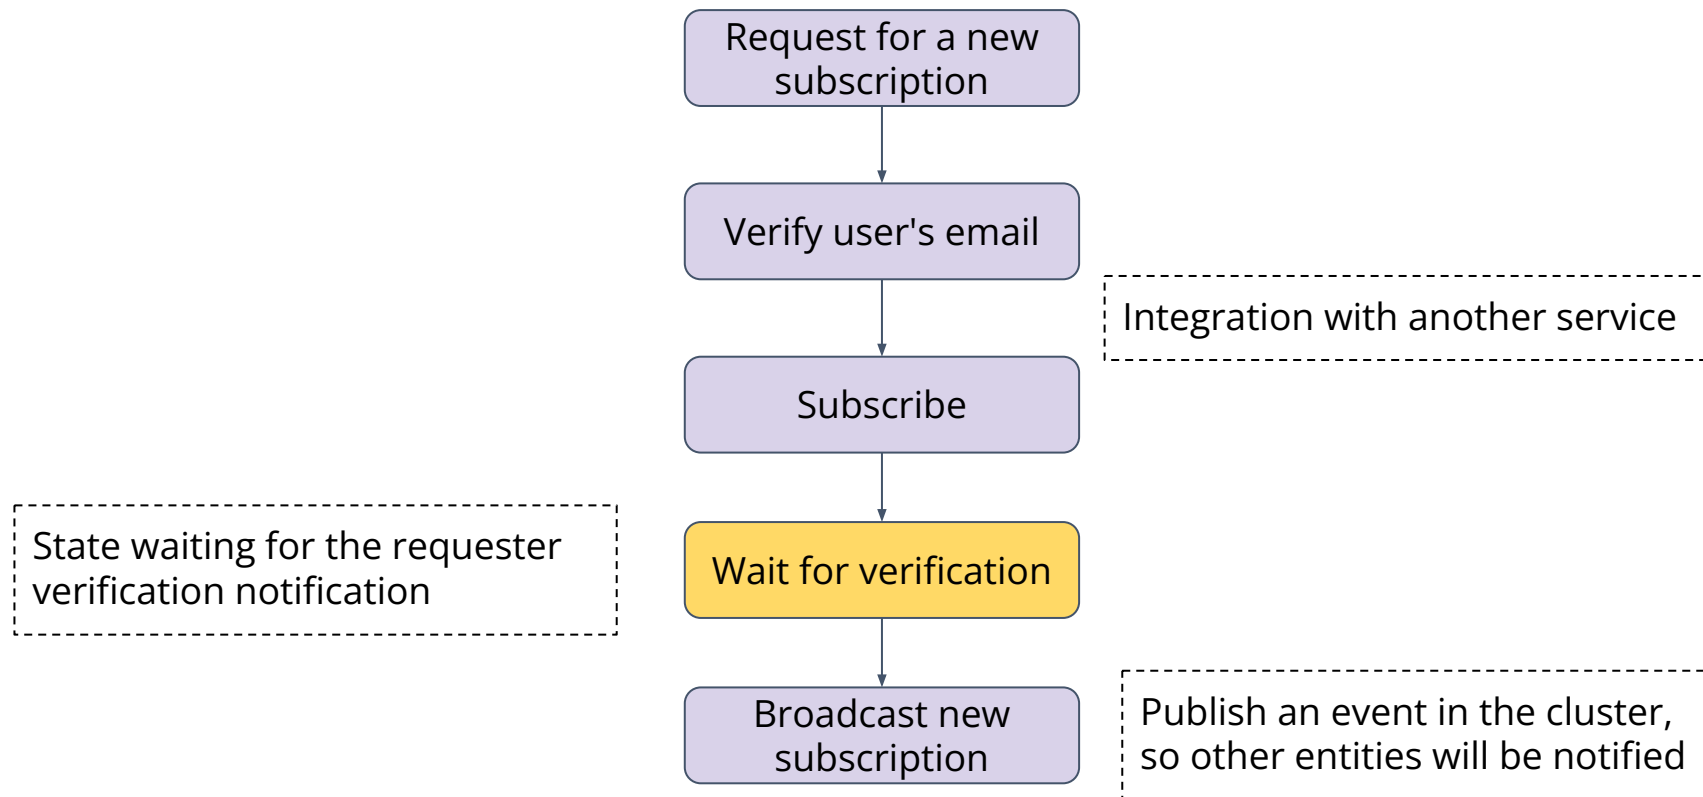 Request for a new
subscription
Verify user's email
Integration with another service
Subscribe
State waiting for the requester
verification notification
Wait for verification
Broadcast new
subscription
Publish an event in the cluster,
so other entities will be notified